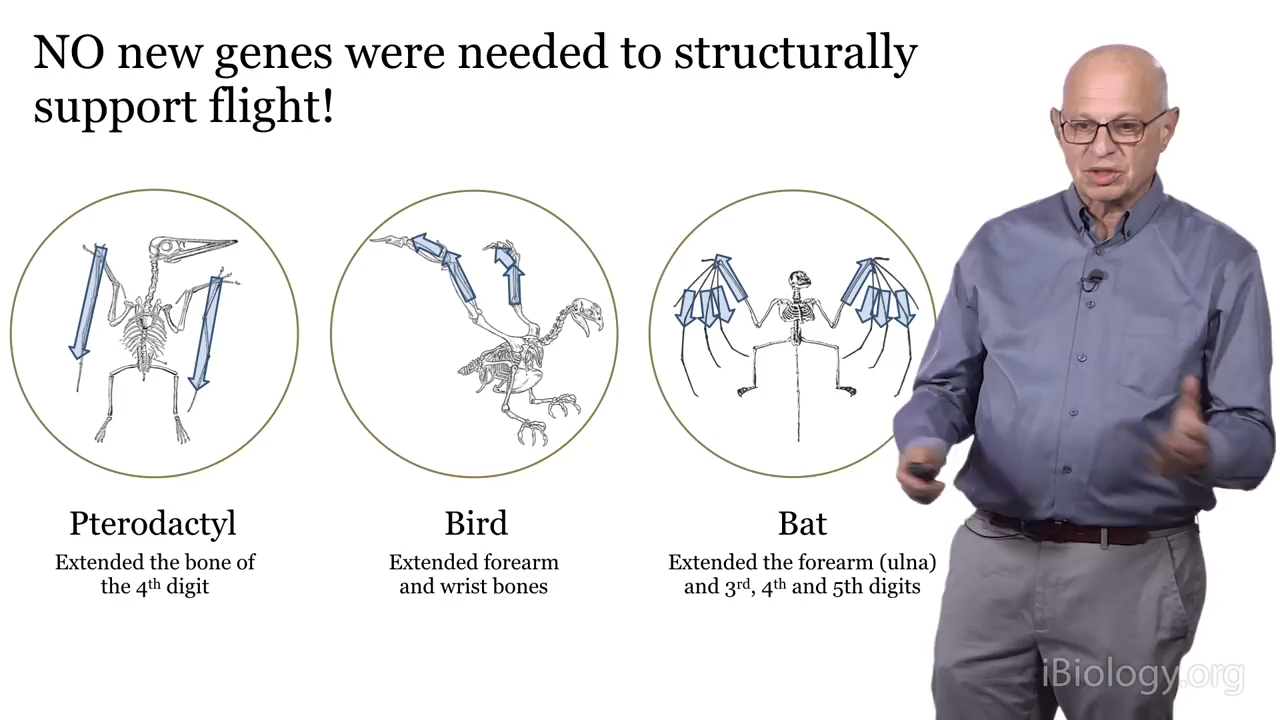 NO new genes were needed to structurally
support flight!
Pterodactyl
Extended the bone of
the 4th digit
Bird
Extended forearm
and wrist bones
Bat
Extended the forearm (ulna)
and 3rd, 4th and 5th digits
iBiology.org